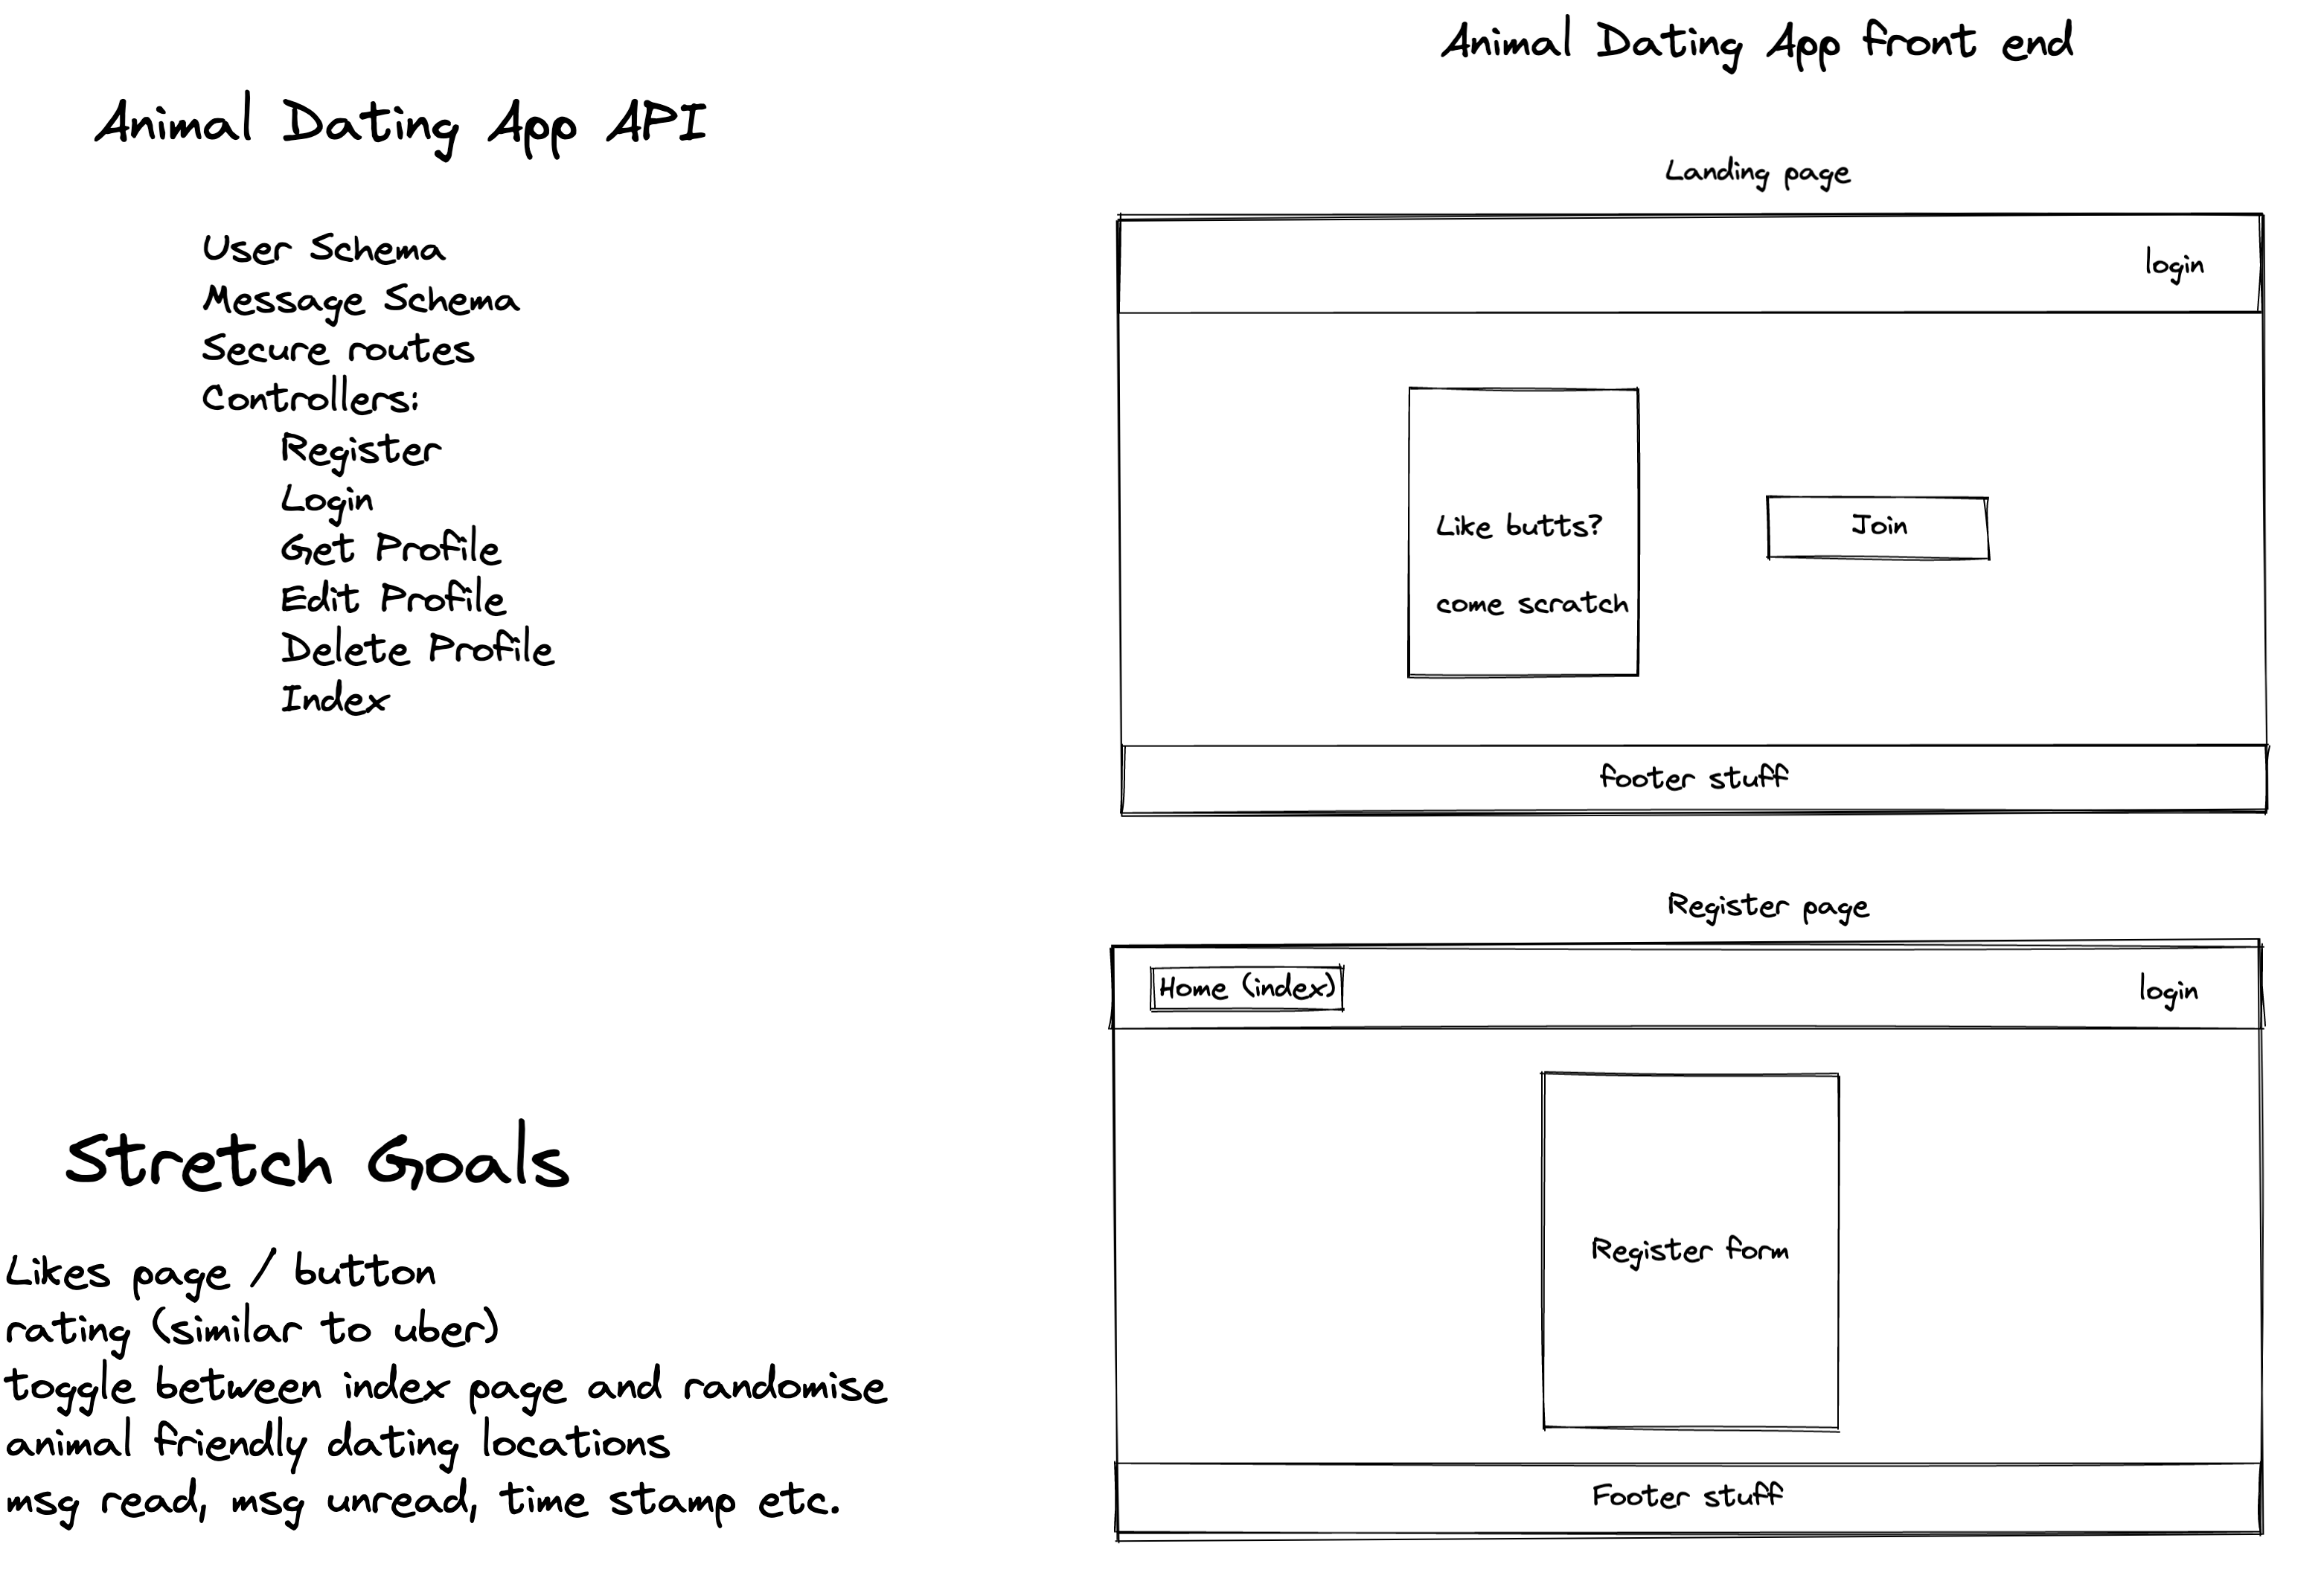 Animal Dating App API
User Schema
Message Schema
Secure routes
Controllers:
Register
Login
Get Profile
Edit Profile
Delete Profile
Index
Stretch Goals
Likes page / button
rating (similar to uber)
toggle between index page and randomise
animal friendly dating locations
msg read, msg unread, time stamp etc.
Animal Dating App front end
Landing page
login
Like butts?
come scratch
Join
footer stuff
Register page
Home (index)
login
Register form
Footer stuff